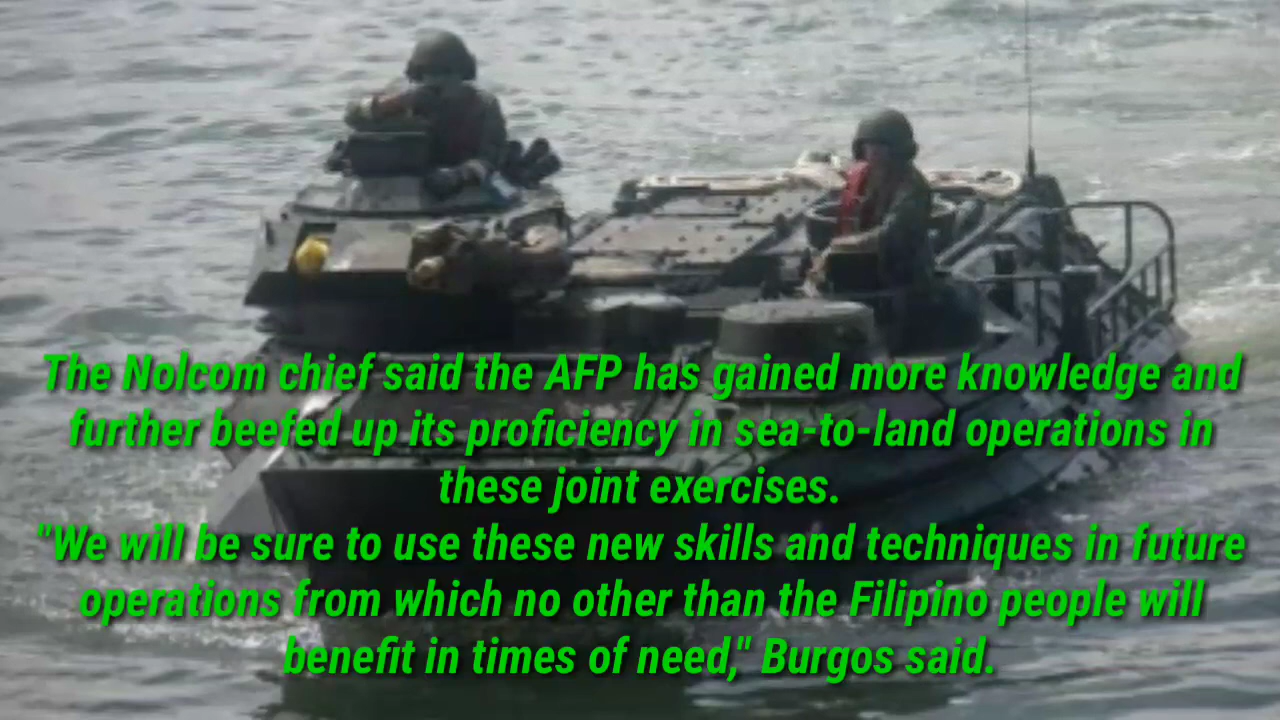 The Nolcom chief said the AFP has gained more knowledge and
further beefed up its proficiency in sea-to-land operations in
these joint exercises.
"We will be sure to use these new skills and techniques in future
operations from which no other than the Filipino people will
benefit in times of need," Burgos said.